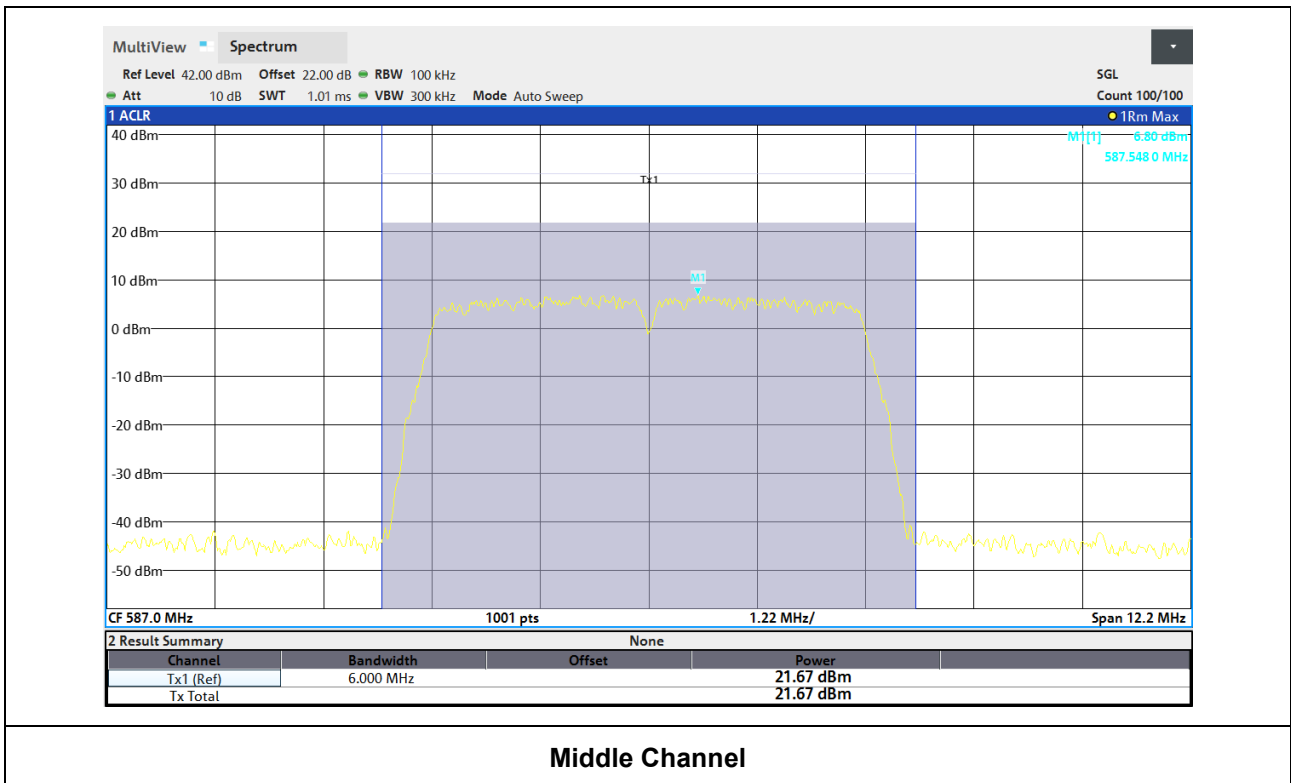 MultiView Spectrum
Ref Level 42.00 dBm Offset 22.00 dB RBW 100 kHz SGL
Att 10 dB SWT 1.01 ms VBW 300 kHz Mode Auto Sweep Count 100/100
1 ACLR 1Rm Max
40 dBm
M1[1] 6.80 dBm
587.548 0 MHz
Tx1
30 dBm
20 dBm
10 dBm
M1
0 dBm
-10 dBm
-20 dBm
-30 dBm
-40 dBm
-50 dBm
CF 587.0 MHz 1001 pts 1.22 MHz/ Span 12.2 MHz
2 Result Summary None
Channel Bandwidth Offset Power
Tx1 (Ref) 6.000 MHz 21.67 dBm
Tx Total 21.67 dBm
Middle Channel